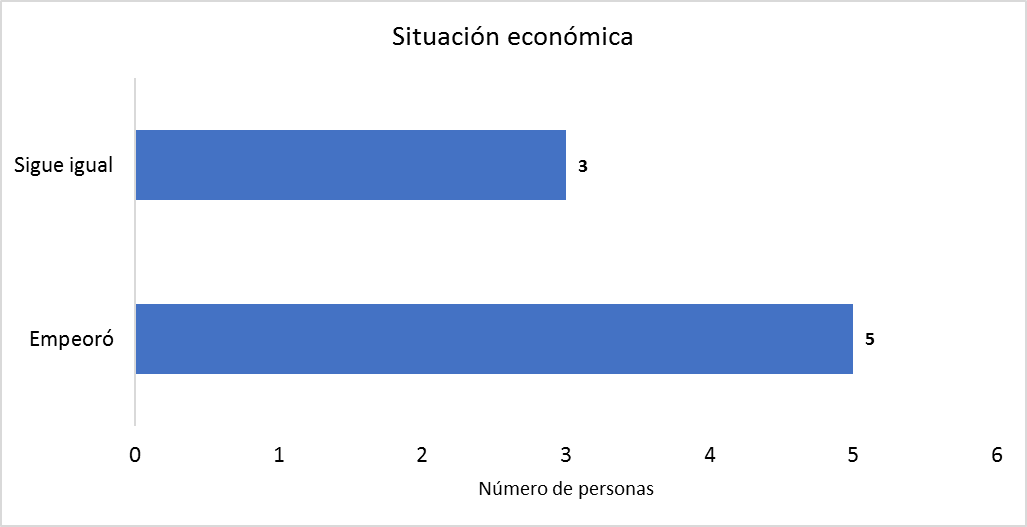 Situación económica
Sigue igual
3
Empeoró
5
0 1 2 3 4 5 6
Número de personas